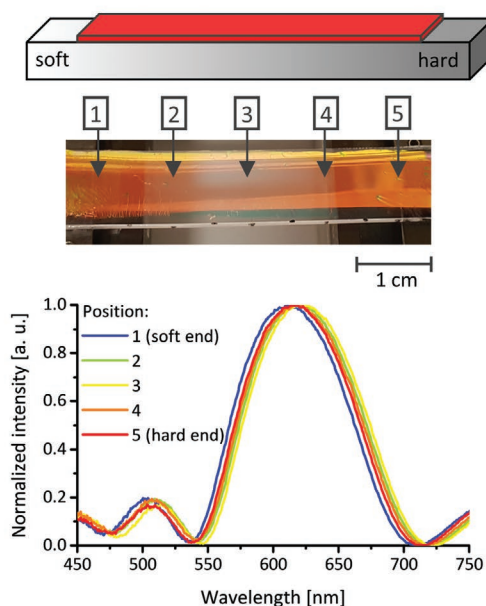 soft
hard
1
2
3
4
5
1 cm
Normalized intensity [a. u.]
1.0
0.8
0.6
0.4
0.2
0.0
Position:
1 (soft end)
2
3
4
5 (hard end)
450 500 550 600 650 700 750
Wavelength [nm]